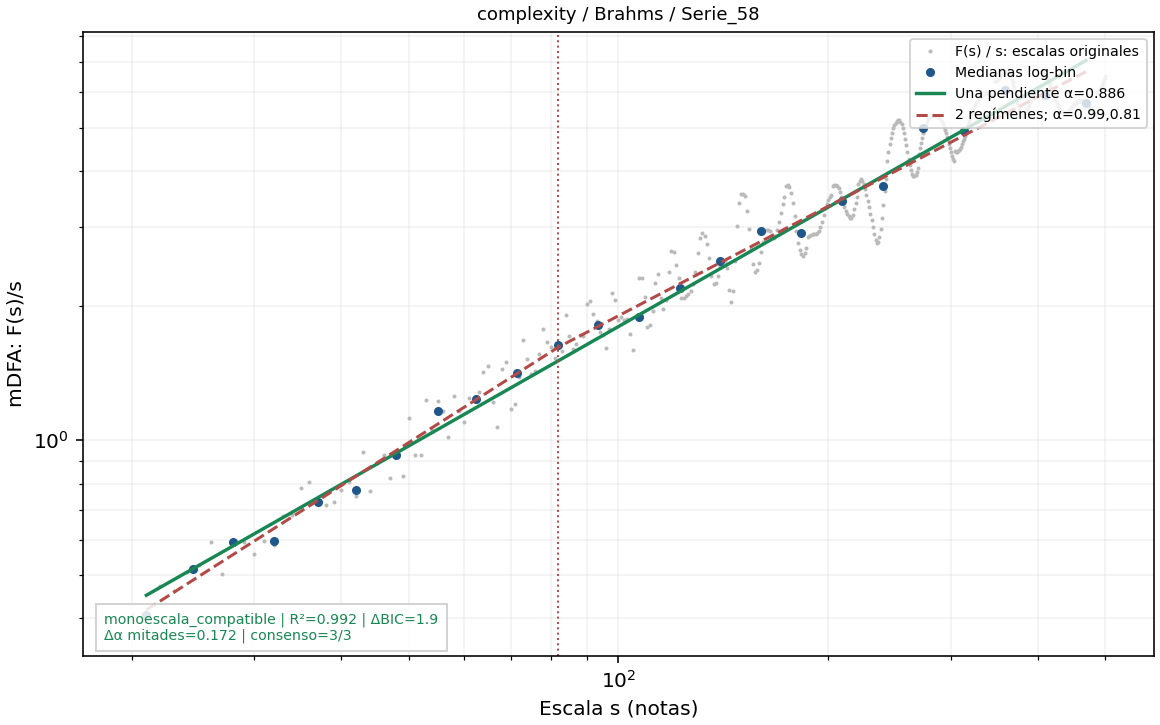 complexity / Brahms / Serie_58
F(s) / s: escalas originales
Medianas log-bin
Una pendiente α=0.886
2 regímenes; α=0.99,0.81
mDFA: F(s)/s
10⁰
monoescala_compatible | R²=0.992 | ΔBIC=1.9
Δα mitades=0.172 | consenso=3/3
10²
Escala s (notas)